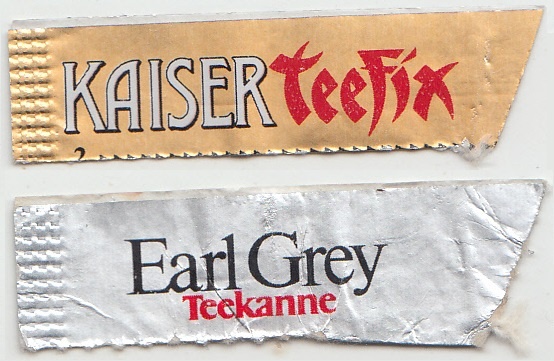 KAISER TeeFix
Earl Grey
Teekanne